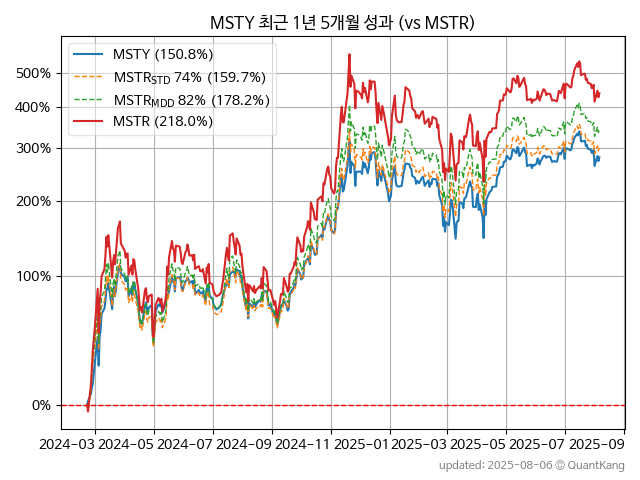 MSTY 최근 1년 5개월 성과 (vs MSTR)
MSTY (150.8%)
MSTRSTD 74% (159.7%)
MSTRMDD 82% (178.2%)
MSTR (218.0%)
500%
400%
300%
200%
100%
0%
2024-03 2024-05 2024-07 2024-09 2024-11 2025-01 2025-03 2025-05 2025-07 2025-09
updated: 2025-08-06 © QuantKang